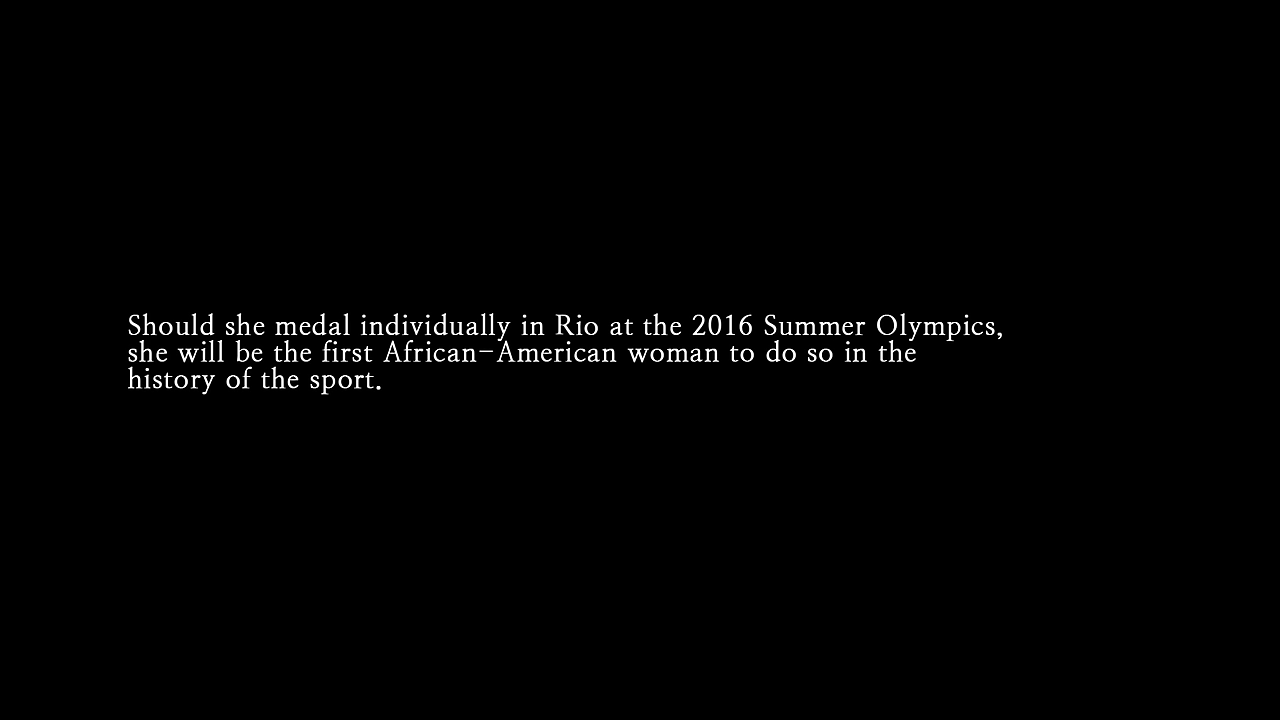 Should she medal individually in Rio at the 2016 Summer Olympics,
she will be the first African-American woman to do so in the
history of the sport.